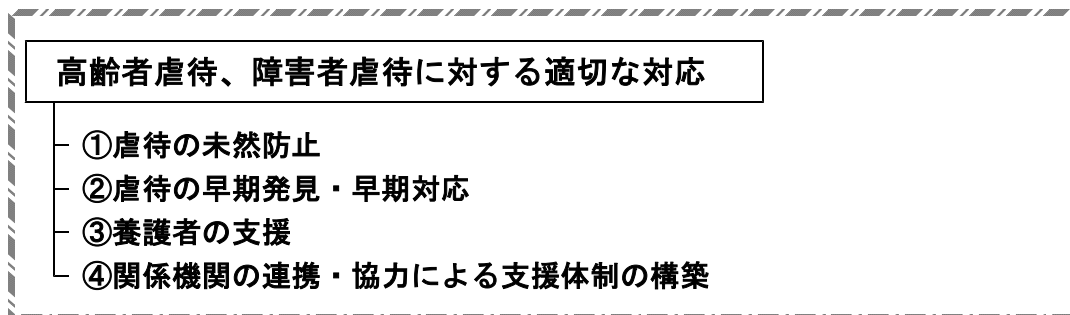 高齢者虐待、障害者虐待に対する適切な対応
①虐待の未然防止
②虐待の早期発見・早期対応
③養護者の支援
④関係機関の連携・協力による支援体制の構築